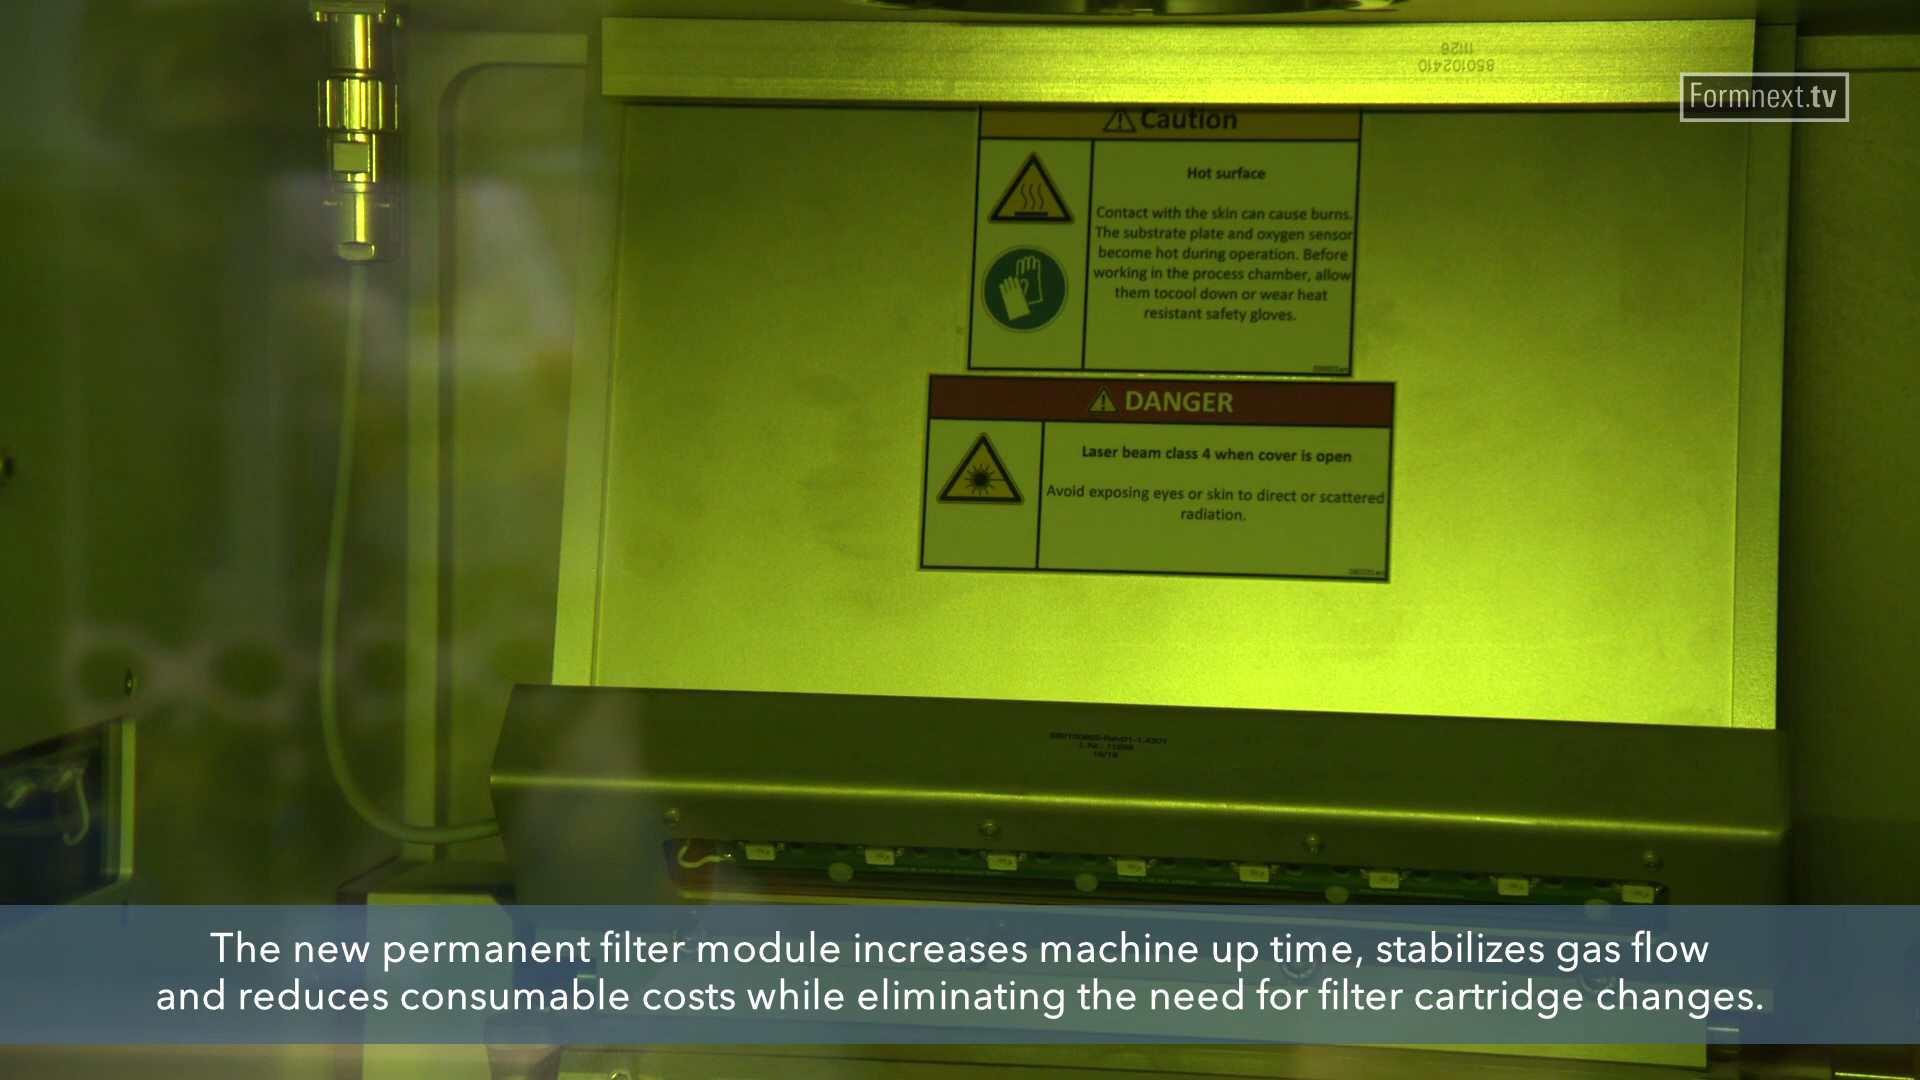 Formnext.tv
Caution
Hot surface
Contact with the skin can cause burns.
The substrate plate and oxygen sensor
become hot during operation. Before
working in the process chamber, allow
them tocool down or wear heat
resistant safety gloves.
DANGER
Laser beam class 4 when cover is open
Avoid exposing eyes or skin to direct or scattered
radiation.
The new permanent filter module increases machine up time, stabilizes gas flow
and reduces consumable costs while eliminating the need for filter cartridge changes.